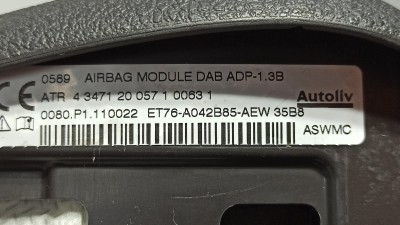 0589 AIRBAG MODULE DAB ADP-1.3B
ATR 4 3471 20 057 1 0063 1 Autoliv
0080.P1.110022 ET76-A042B85-AEW 35B8
ASWMC